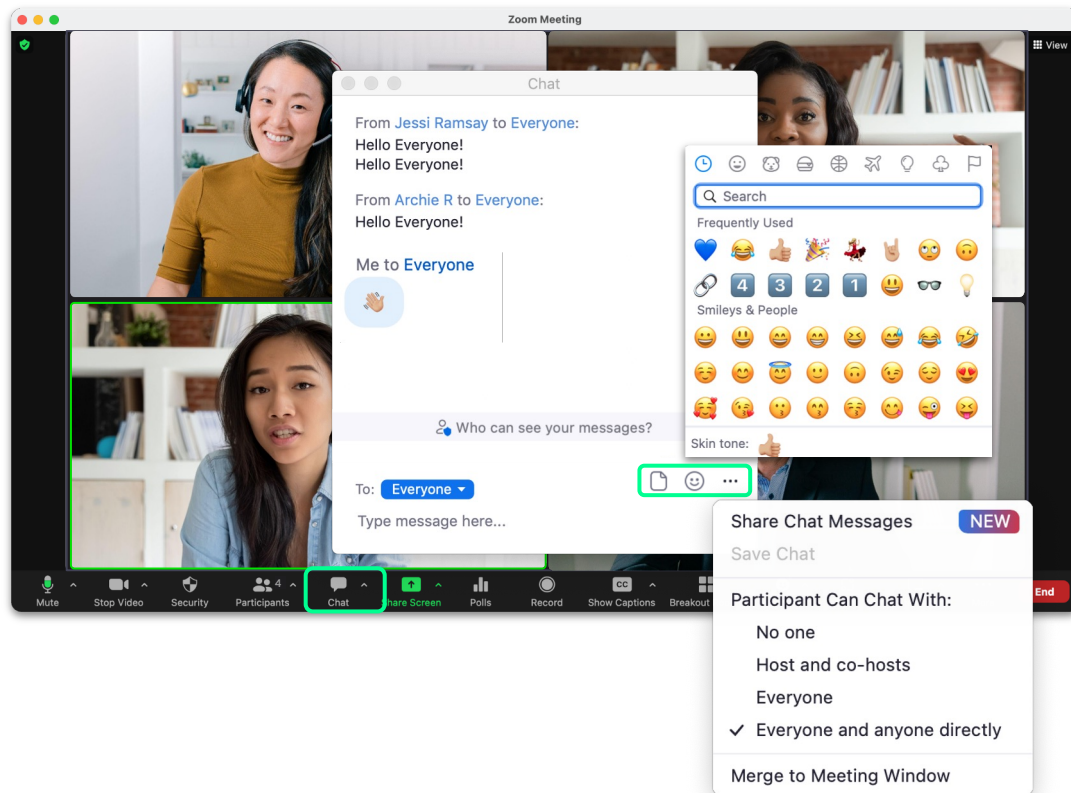 Zoom Meeting
View
Chat
From Jessi Ramsay to Everyone:
Hello Everyone!
Hello Everyone!
From Archie R to Everyone:
Hello Everyone!
Me to Everyone
Who can see your messages?
To: Everyone
Type message here...
Search
Frequently Used
4 3 2 1
Smileys & People
Skin tone:
Share Chat Messages NEW
Save Chat
Participant Can Chat With:
No one
Host and co-hosts
Everyone
Everyone and anyone directly
Merge to Meeting Window
4
CC
Mute Stop Video Security Participants Chat Share Screen Polls Record Show Captions Breakout
End